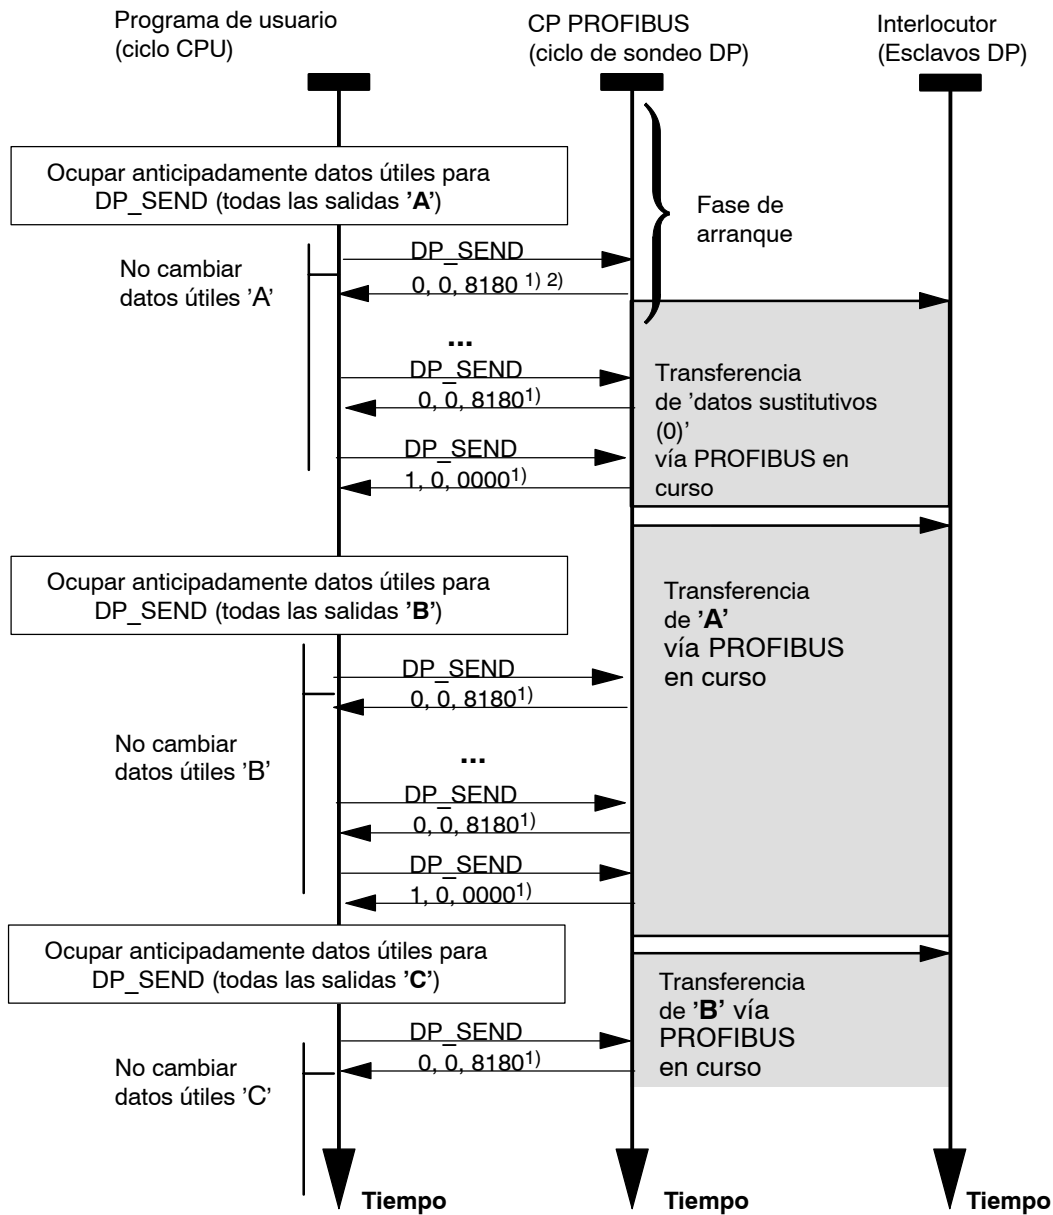 Programa de usuario
(ciclo CPU)
CP PROFIBUS
(ciclo de sondeo DP)
Interlocutor
(Esclavos DP)
Ocupar anticipadamente datos útiles para
DP_SEND (todas las salidas ’A’)
Fase de
arranque
No cambiar
datos útiles 'A'
DP_SEND
0, 0, 8180 1) 2)
...
DP_SEND
0, 0, 8180 1)
DP_SEND
1, 0, 0000 1)
Transferencia
de ’datos sustitutivos
(0)’
vía PROFIBUS en
curso
Ocupar anticipadamente datos útiles para
DP_SEND (todas las salidas ’B’)
Transferencia
de ’A’
vía PROFIBUS
en curso
No cambiar
datos útiles ’B’
DP_SEND
0, 0, 8180 1)
...
DP_SEND
0, 0, 8180 1)
DP_SEND
1, 0, 0000 1)
Ocupar anticipadamente datos útiles para
DP_SEND (todas las salidas ’C’)
Transferencia
de ’B’ vía
PROFIBUS
en curso
DP_SEND
0, 0, 8180 1)
No cambiar
datos útiles ’C’
Tiempo
Tiempo
Tiempo